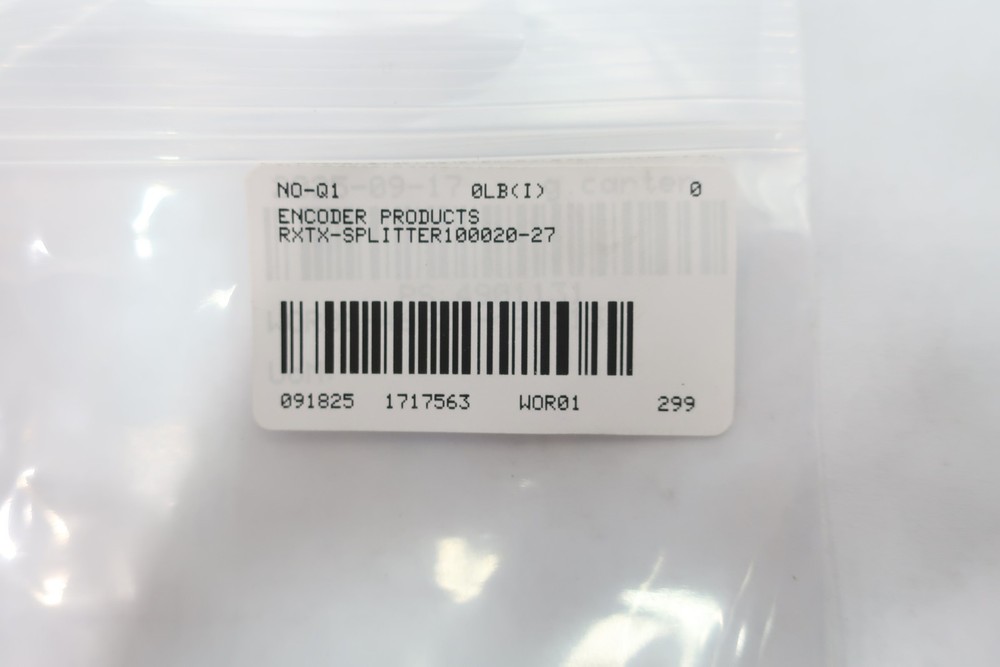 NO-Q1 0LB(I) 0
ENCODER PRODUCTS
RXTX-SPLITTER100020-27
091825 1717563 WOR01 299